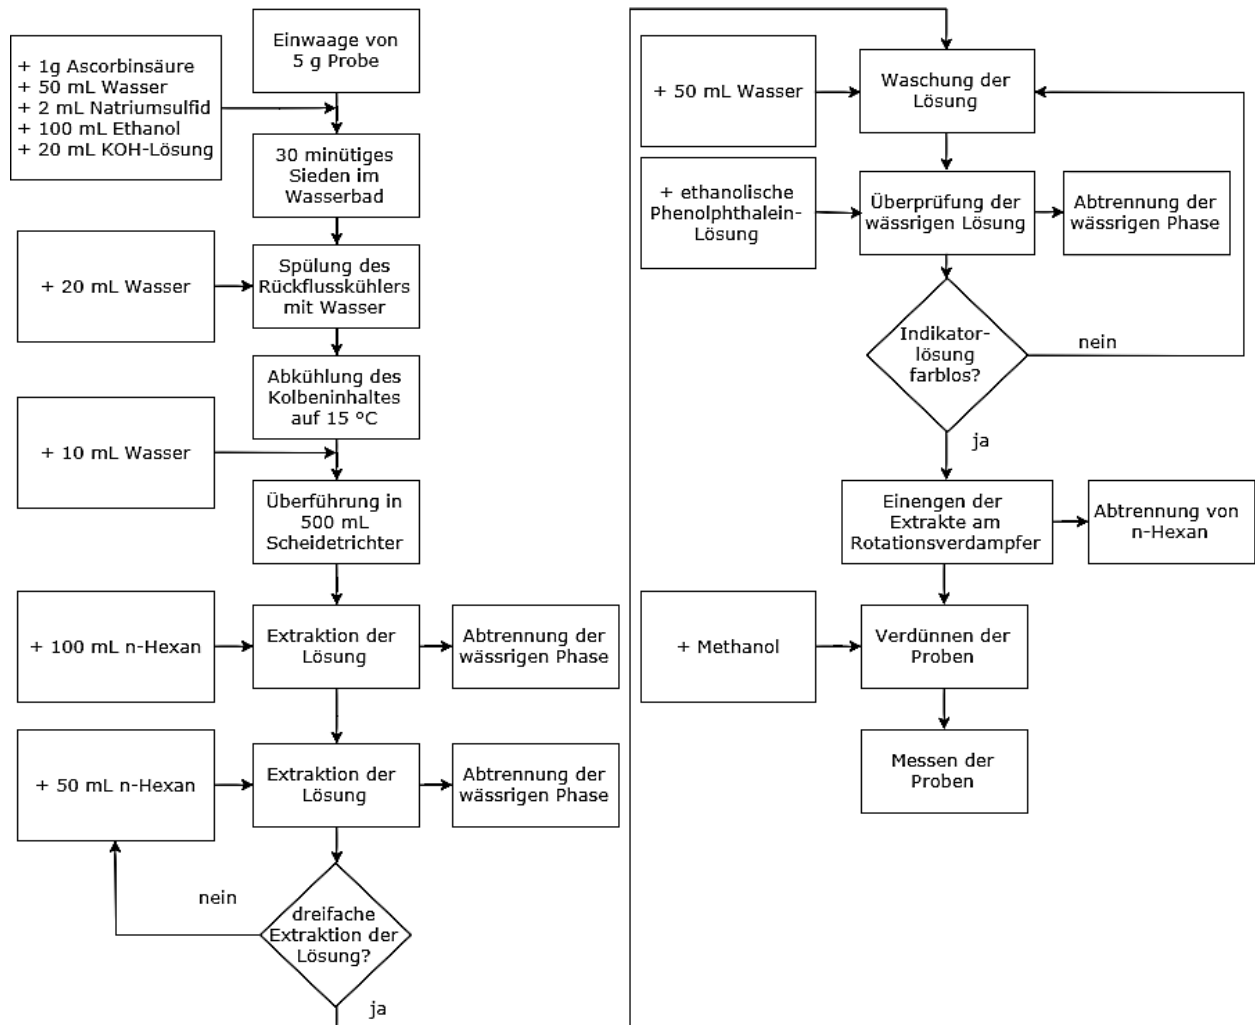 Einwaage von
5 g Probe
+ 1g Ascorbinsäure
+ 50 mL Wasser
+ 2 mL Natriumsulfid
+ 100 mL Ethanol
+ 20 mL KOH-Lösung
30 minütiges
Sieden im
Wasserbad
+ 20 mL Wasser
Spülung des
Rückflusskühlers
mit Wasser
Abkühlung des
Kolbeninhaltes
auf 15 °C
+ 10 mL Wasser
Überführung in
500 mL
Scheidetrichter
+ 100 mL n-Hexan
Extraktion der
Lösung
Abtrennung der
wässrigen Phase
+ 50 mL n-Hexan
Extraktion der
Lösung
Abtrennung der
wässrigen Phase
nein
dreifache
Extraktion der
Lösung?
ja
+ 50 mL Wasser
Waschung der
Lösung
+ ethanolische
Phenolphthalein-
Lösung
Überprüfung der
wässrigen Lösung
Abtrennung der
wässrigen Phase
Indikator-
lösung
farblos?
nein
ja
Einengen der
Extrakte am
Rotationsverdampfer
Abtrennung von
n-Hexan
+ Methanol
Verdünnen der
Proben
Messen der
Proben